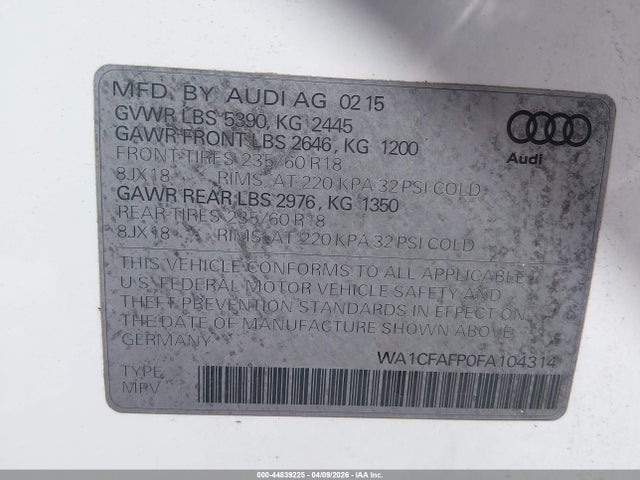 MFD. BY AUDI AG 02 15
GVWR LBS 5390, KG 2445
GAWR FRONT LBS 2646, KG 1200
FRONT TIRES 235/60 R18
8JX18 RIMS, AT 220 KPA 32 PSI COLD
GAWR REAR LBS 2976, KG 1350
REAR TIRES 235/60 R18
8JX18 RIMS, AT 220 KPA 32 PSI COLD
Audi
THIS VEHICLE CONFORMS TO ALL APPLICABLE
U.S. FEDERAL MOTOR VEHICLE SAFETY AND
THEFT PREVENTION STANDARDS IN EFFECT ON
THE DATE OF MANUFACTURE SHOWN ABOVE
GERMANY
WA1CFAFP0FA104314
TYPE
MPV
000-44839225 - 04/09/2026 - IAA Inc.